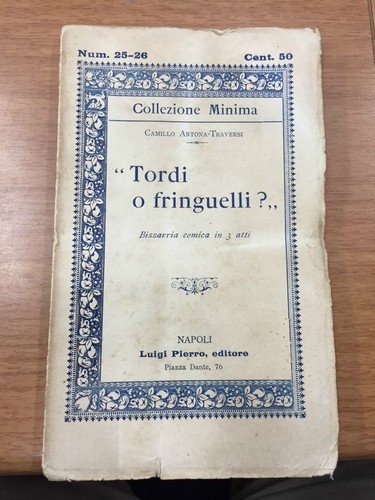 Num. 25-26 Cent. 50
Collezione Minima
Camillo Antona-Traversi
“Tordi
o fringuelli?„
Bizzarria comica in 3 atti
NAPOLI
Luigi Pierro, editore
Piazza Dante, 76